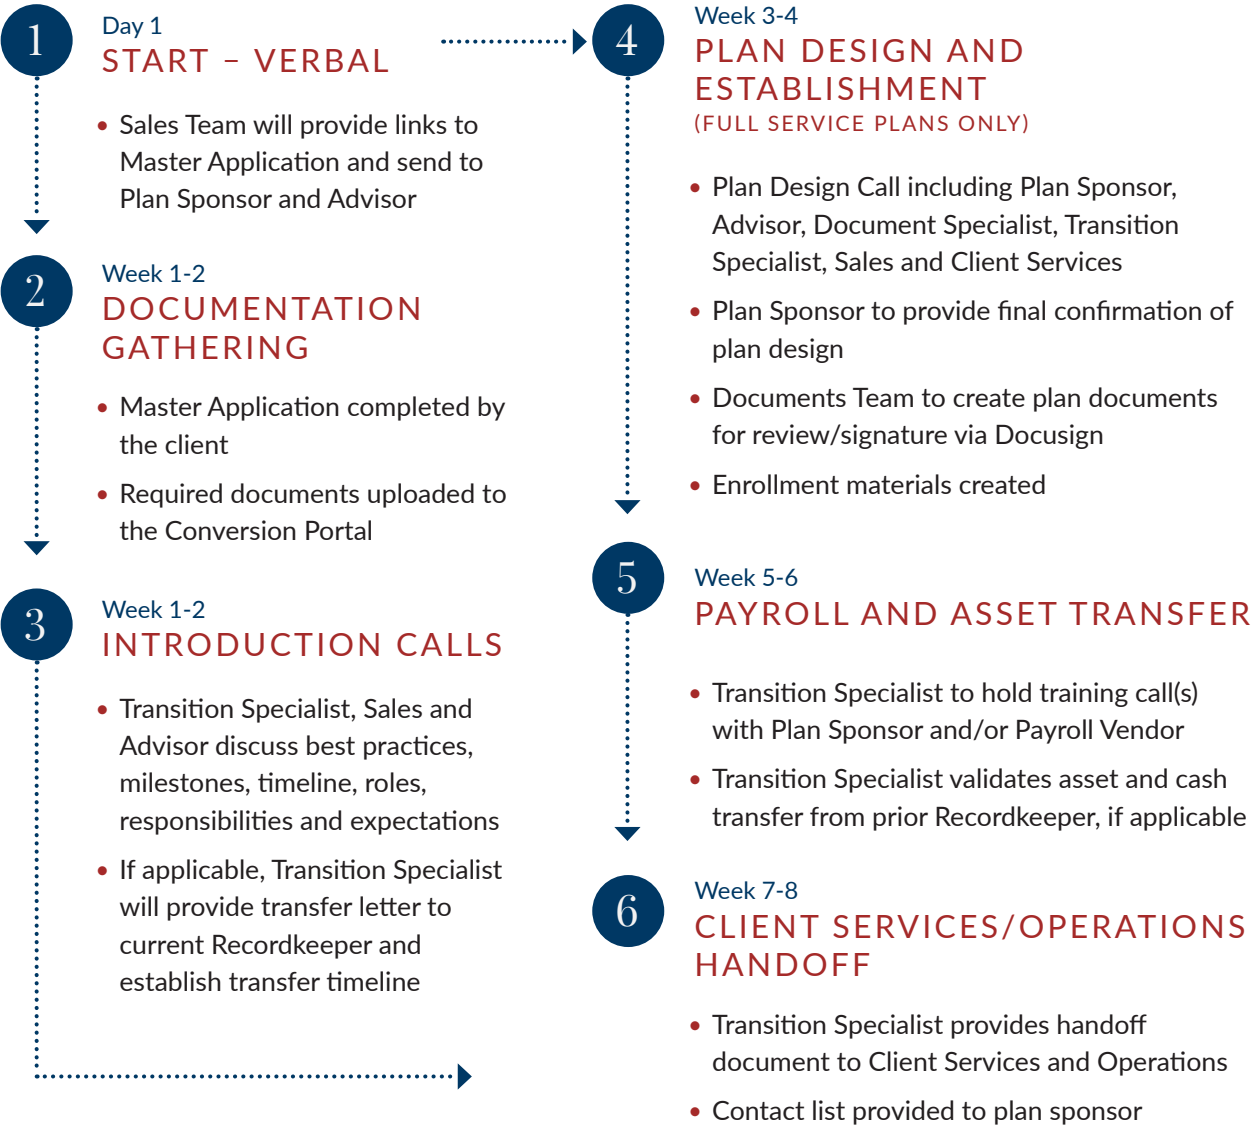 1
Day 1
START – VERBAL
• Sales Team will provide links to
Master Application and send to
Plan Sponsor and Advisor
2
Week 1-2
DOCUMENTATION
GATHERING
• Master Application completed by
the client
• Required documents uploaded to
the Conversion Portal
3
Week 1-2
INTRODUCTION CALLS
• Transition Specialist, Sales and
Advisor discuss best practices,
milestones, timeline, roles,
responsibilities and expectations
• If applicable, Transition Specialist
will provide transfer letter to
current Recordkeeper and
establish transfer timeline
4
Week 3-4
PLAN DESIGN AND
ESTABLISHMENT
(FULL SERVICE PLANS ONLY)
• Plan Design Call including Plan Sponsor,
Advisor, Document Specialist, Transition
Specialist, Sales and Client Services
• Plan Sponsor to provide final confirmation of
plan design
• Documents Team to create plan documents
for review/signature via Docusign
• Enrollment materials created
5
Week 5-6
PAYROLL AND ASSET TRANSFER
• Transition Specialist to hold training call(s)
with Plan Sponsor and/or Payroll Vendor
• Transition Specialist validates asset and cash
transfer from prior Recordkeeper, if applicable
6
Week 7-8
CLIENT SERVICES/OPERATIONS
HANDOFF
• Transition Specialist provides handoff
document to Client Services and Operations
• Contact list provided to plan sponsor